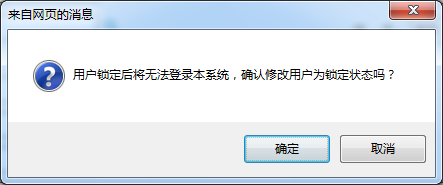 来自网页的消息
用户锁定后将无法登录本系统，确认修改用户为锁定状态吗？
确定
取消